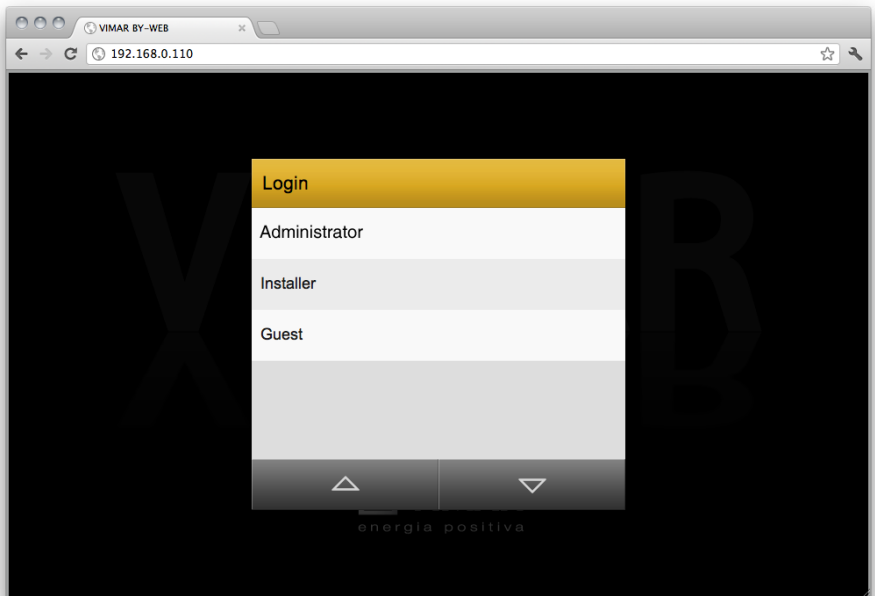 VIMAR BY-WEB
192.168.0.110
Login
Administrator
Installer
Guest
energia positiva